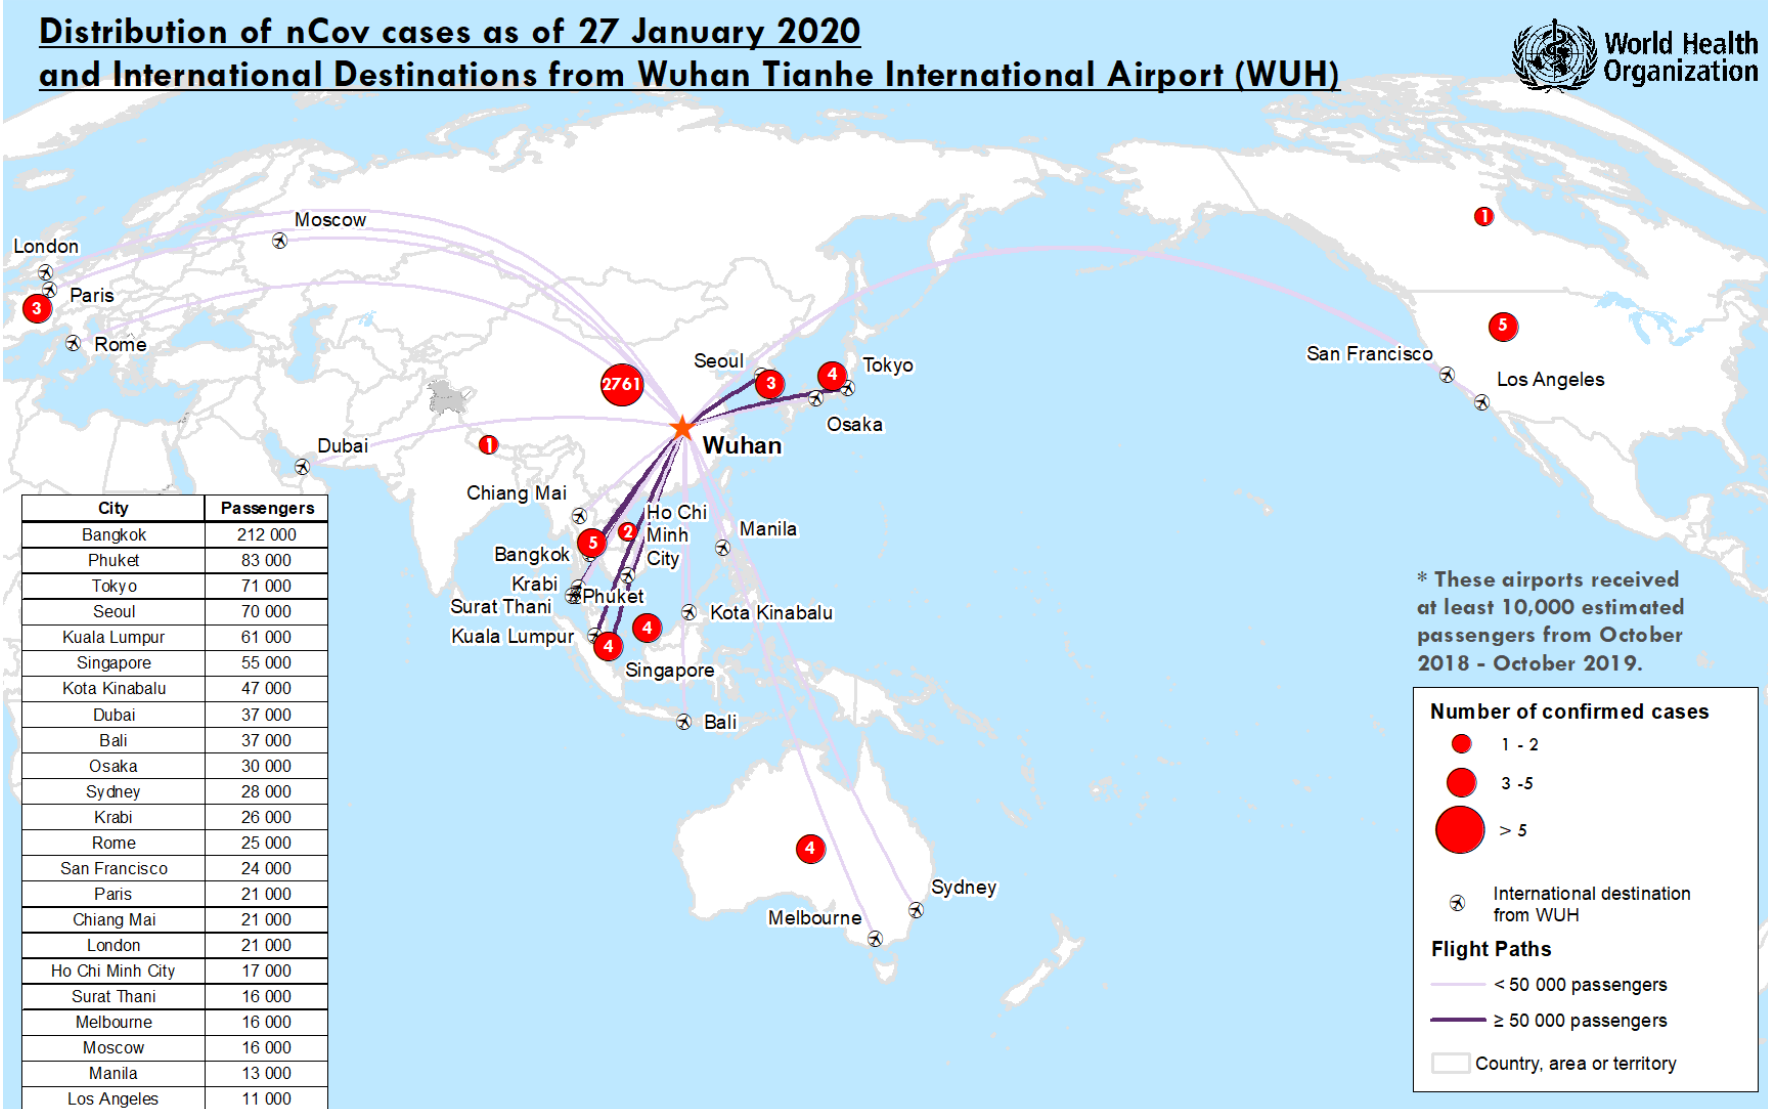 Distribution of nCov cases as of 27 January 2020
and International Destinations from Wuhan Tianhe International Airport (WUH)
World Health
Organization
Moscow
London
Paris
3
Rome
1
5
San Francisco
Los Angeles
Seoul
3
4
Tokyo
Osaka
2761
Wuhan
Dubai
1
Chiang Mai
Ho Chi
Minh
City
2
5
Bangkok
Manila
Krabi
Phuket
Surat Thani
Kota Kinabalu
Kuala Lumpur
4
4
Singapore
Bali
4
Sydney
Melbourne
City Passengers
Bangkok 212 000
Phuket 83 000
Tokyo 71 000
Seoul 70 000
Kuala Lumpur 61 000
Singapore 55 000
Kota Kinabalu 47 000
Dubai 37 000
Bali 37 000
Osaka 30 000
Sydney 28 000
Krabi 26 000
Rome 25 000
San Francisco 24 000
Paris 21 000
Chiang Mai 21 000
London 21 000
Ho Chi Minh City 17 000
Surat Thani 16 000
Melbourne 16 000
Moscow 16 000
Manila 13 000
Los Angeles 11 000
* These airports received
at least 10,000 estimated
passengers from October
2018 - October 2019.
Number of confirmed cases
1 - 2
3 -5
> 5
International destination
from WUH
Flight Paths
< 50 000 passengers
≥ 50 000 passengers
Country, area or territory